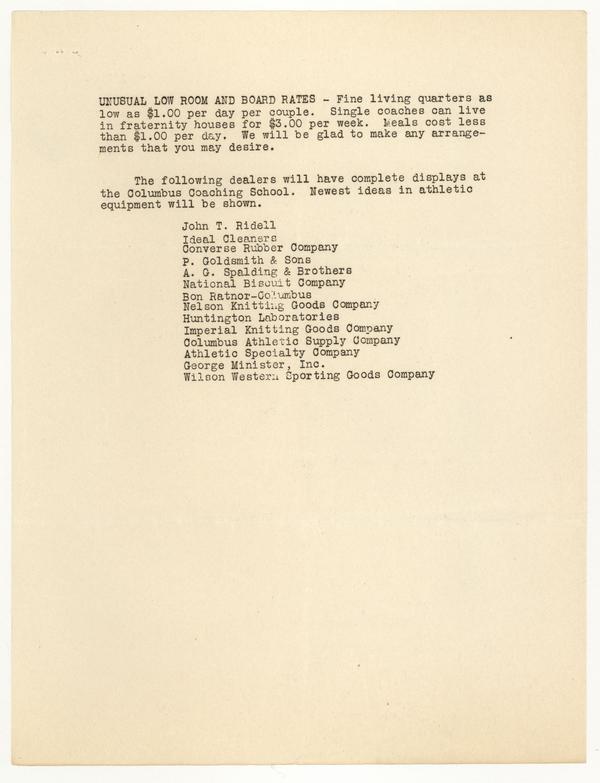 UNUSUAL LOW ROOM AND BOARD RATES - Fine living quarters as
low as $1.00 per day per couple. Single coaches can live
in fraternity houses for $3.00 per week. Meals cost less
than $1.00 per day. We will be glad to make any arrange-
ments that you may desire.
The following dealers will have complete displays at
the Columbus Coaching School. Newest ideas in athletic
equipment will be shown.
John T. Ridell
Ideal Cleaners
Converse Rubber Company
P. Goldsmith & Sons
A. G. Spalding & Brothers
National Biscuit Company
Bon Ratnor-Columbus
Nelson Knitting Goods Company
Huntington Laboratories
Imperial Knitting Goods Company
Columbus Athletic Supply Company
Athletic Specialty Company
George Minister, Inc.
Wilson Western Sporting Goods Company